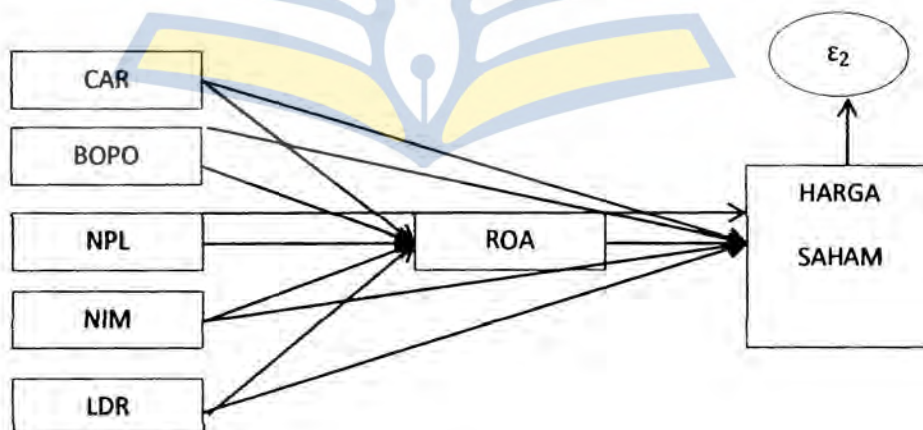 CAR
BOPO
NPL
NIM
LDR
ROA
HARGA
SAHAM
ε₂